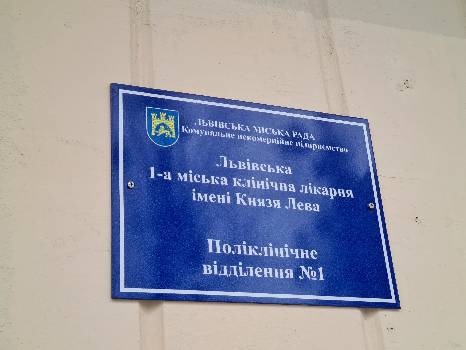 ЛЬВІВСЬКА МІСЬКА РАДА
Комунальне некомерційне підприємство
Львівська
1-а міська клінічна лікарня
імені Князя Лева
Поліклінічне
відділення №1